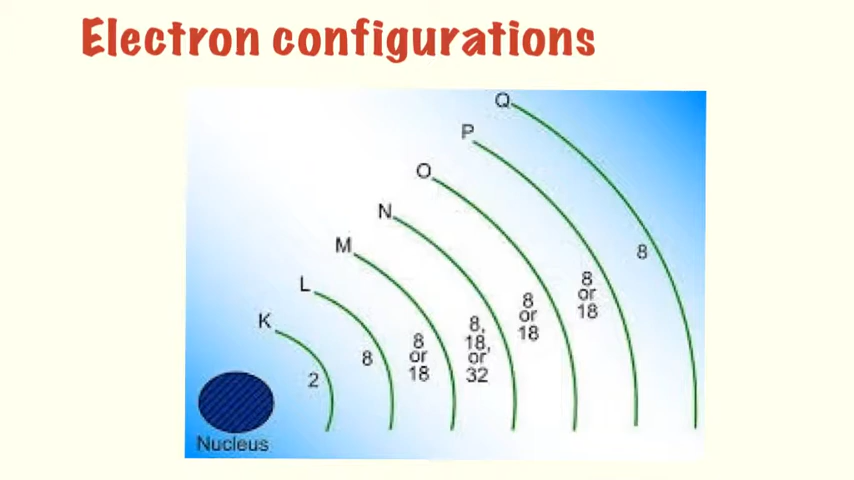 Electron configurations
Q
P
O
N
M
L
K
2
8
8
or
18
8,
18,
or
32
8
or
18
8
or
18
8
Nucleus